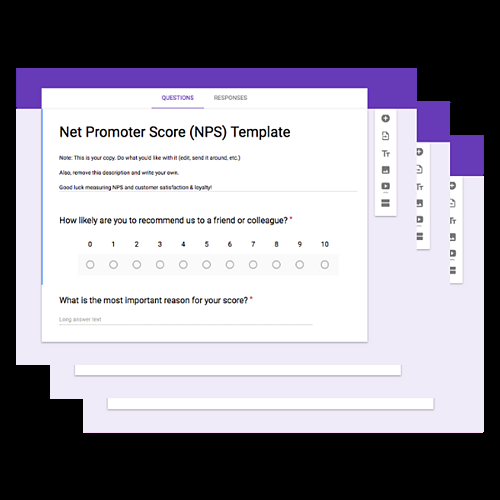 QUESTIONS RESPONSES
Net Promoter Score (NPS) Template
Note: This is your copy. Do what you'd like with it (edit, send it around, etc.)
Also, remove this description and write your own.
Good luck measuring NPS and customer satisfaction & loyalty!
How likely are you to recommend us to a friend or colleague? *
0 1 2 3 4 5 6 7 8 9 10
What is the most important reason for your score? *
Long answer text